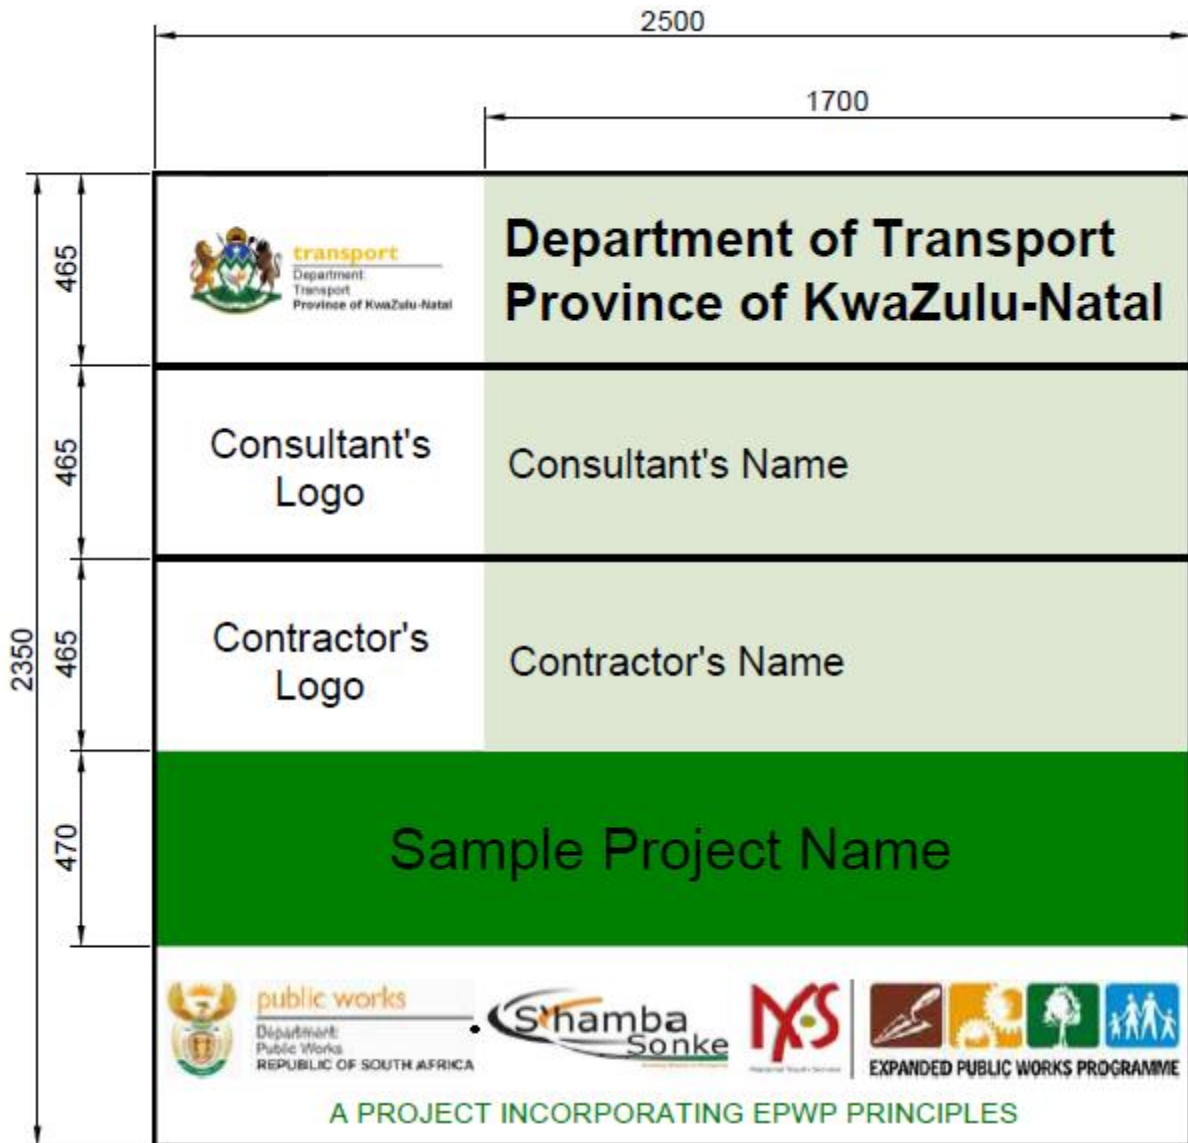 2500
1700
465
transport
Department:
Transport
Province of KwaZulu-Natal
Department of Transport
Province of KwaZulu-Natal
465
Consultant's
Logo
Consultant's Name
2350
465
Contractor's
Logo
Contractor's Name
470
Sample Project Name
public works
Department:
Public Works
REPUBLIC OF SOUTH AFRICA
S'hamba
Sonke
NYS
EXPANDED PUBLIC WORKS PROGRAMME
A PROJECT INCORPORATING EPWP PRINCIPLES